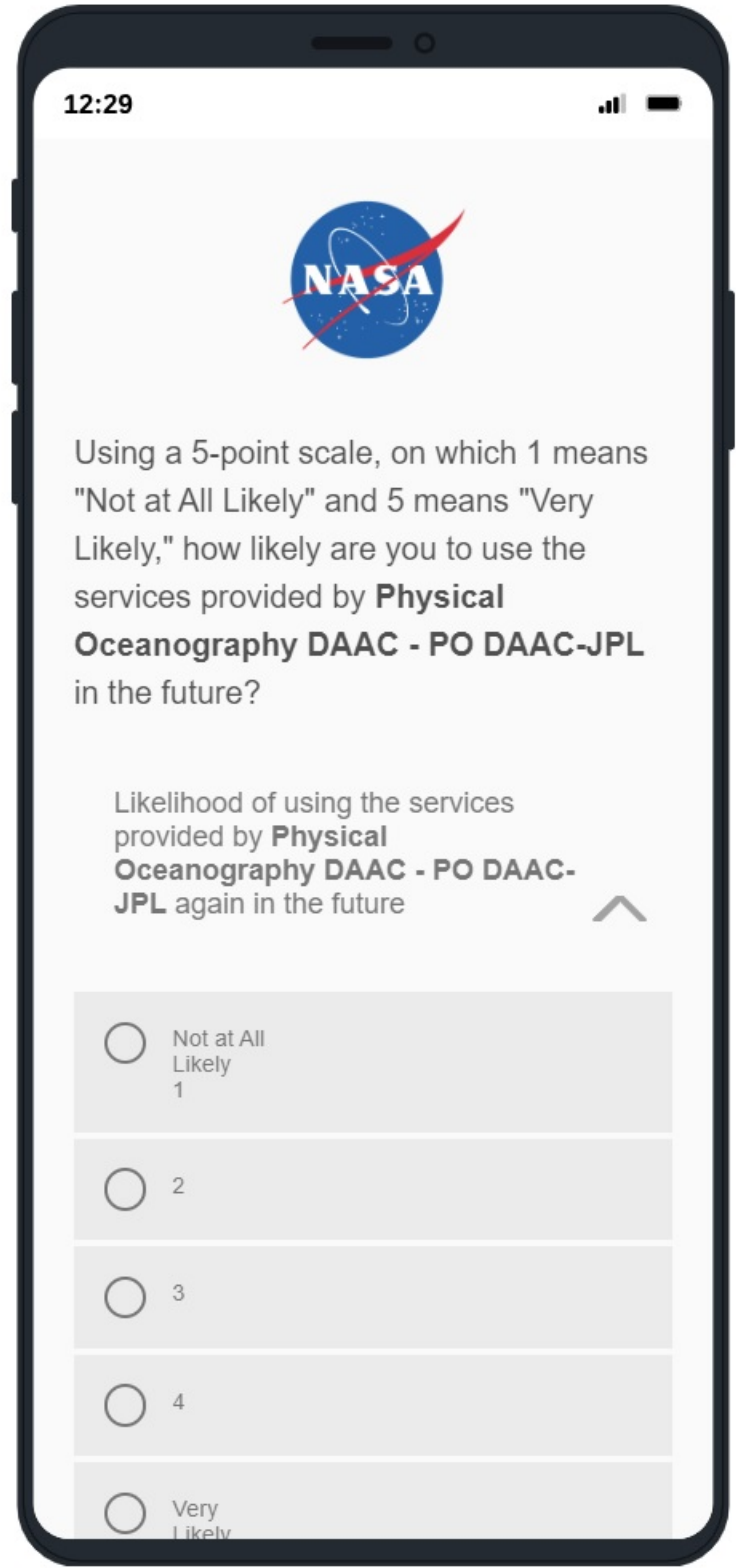 12:29
NASA
Using a 5-point scale, on which 1 means
"Not at All Likely" and 5 means "Very
Likely," how likely are you to use the
services provided by Physical
Oceanography DAAC - PO DAAC-JPL
in the future?
Likelihood of using the services
provided by Physical
Oceanography DAAC - PO DAAC-
JPL again in the future
Not at All
Likely
1
2
3
4
Very
Likely